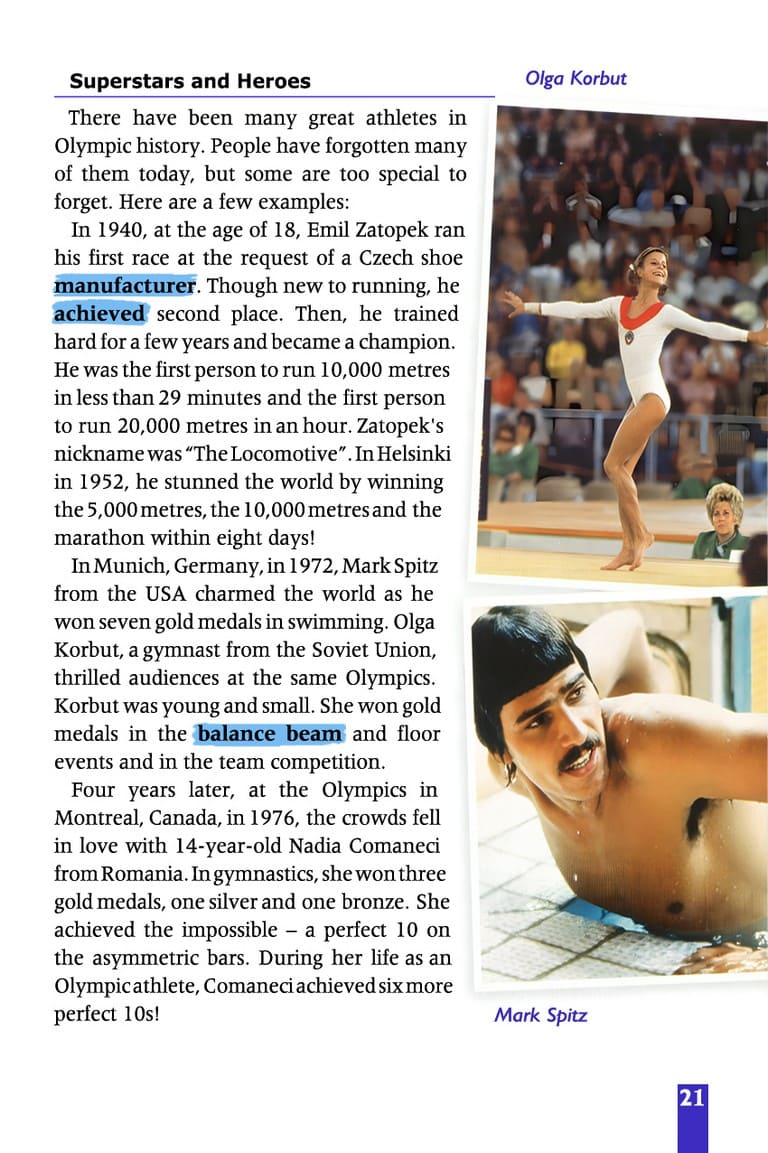 Superstars and Heroes
Olga Korbut
There have been many great athletes in
Olympic history. People have forgotten many
of them today, but some are too special to
forget. Here are a few examples:
In 1940, at the age of 18, Emil Zatopek ran
his first race at the request of a Czech shoe
manufacturer. Though new to running, he
achieved second place. Then, he trained
hard for a few years and became a champion.
He was the first person to run 10,000 metres
in less than 29 minutes and the first person
to run 20,000 metres in an hour. Zatopek's
nickname was “The Locomotive”. In Helsinki
in 1952, he stunned the world by winning
the 5,000 metres, the 10,000 metres and the
marathon within eight days!
In Munich, Germany, in 1972, Mark Spitz
from the USA charmed the world as he
won seven gold medals in swimming. Olga
Korbut, a gymnast from the Soviet Union,
thrilled audiences at the same Olympics.
Korbut was young and small. She won gold
medals in the balance beam and floor
events and in the team competition.
Four years later, at the Olympics in
Montreal, Canada, in 1976, the crowds fell
in love with 14-year-old Nadia Comaneci
from Romania. In gymnastics, she won three
gold medals, one silver and one bronze. She
achieved the impossible – a perfect 10 on
the asymmetric bars. During her life as an
Olympic athlete, Comaneci achieved six more
perfect 10s!
Mark Spitz
21